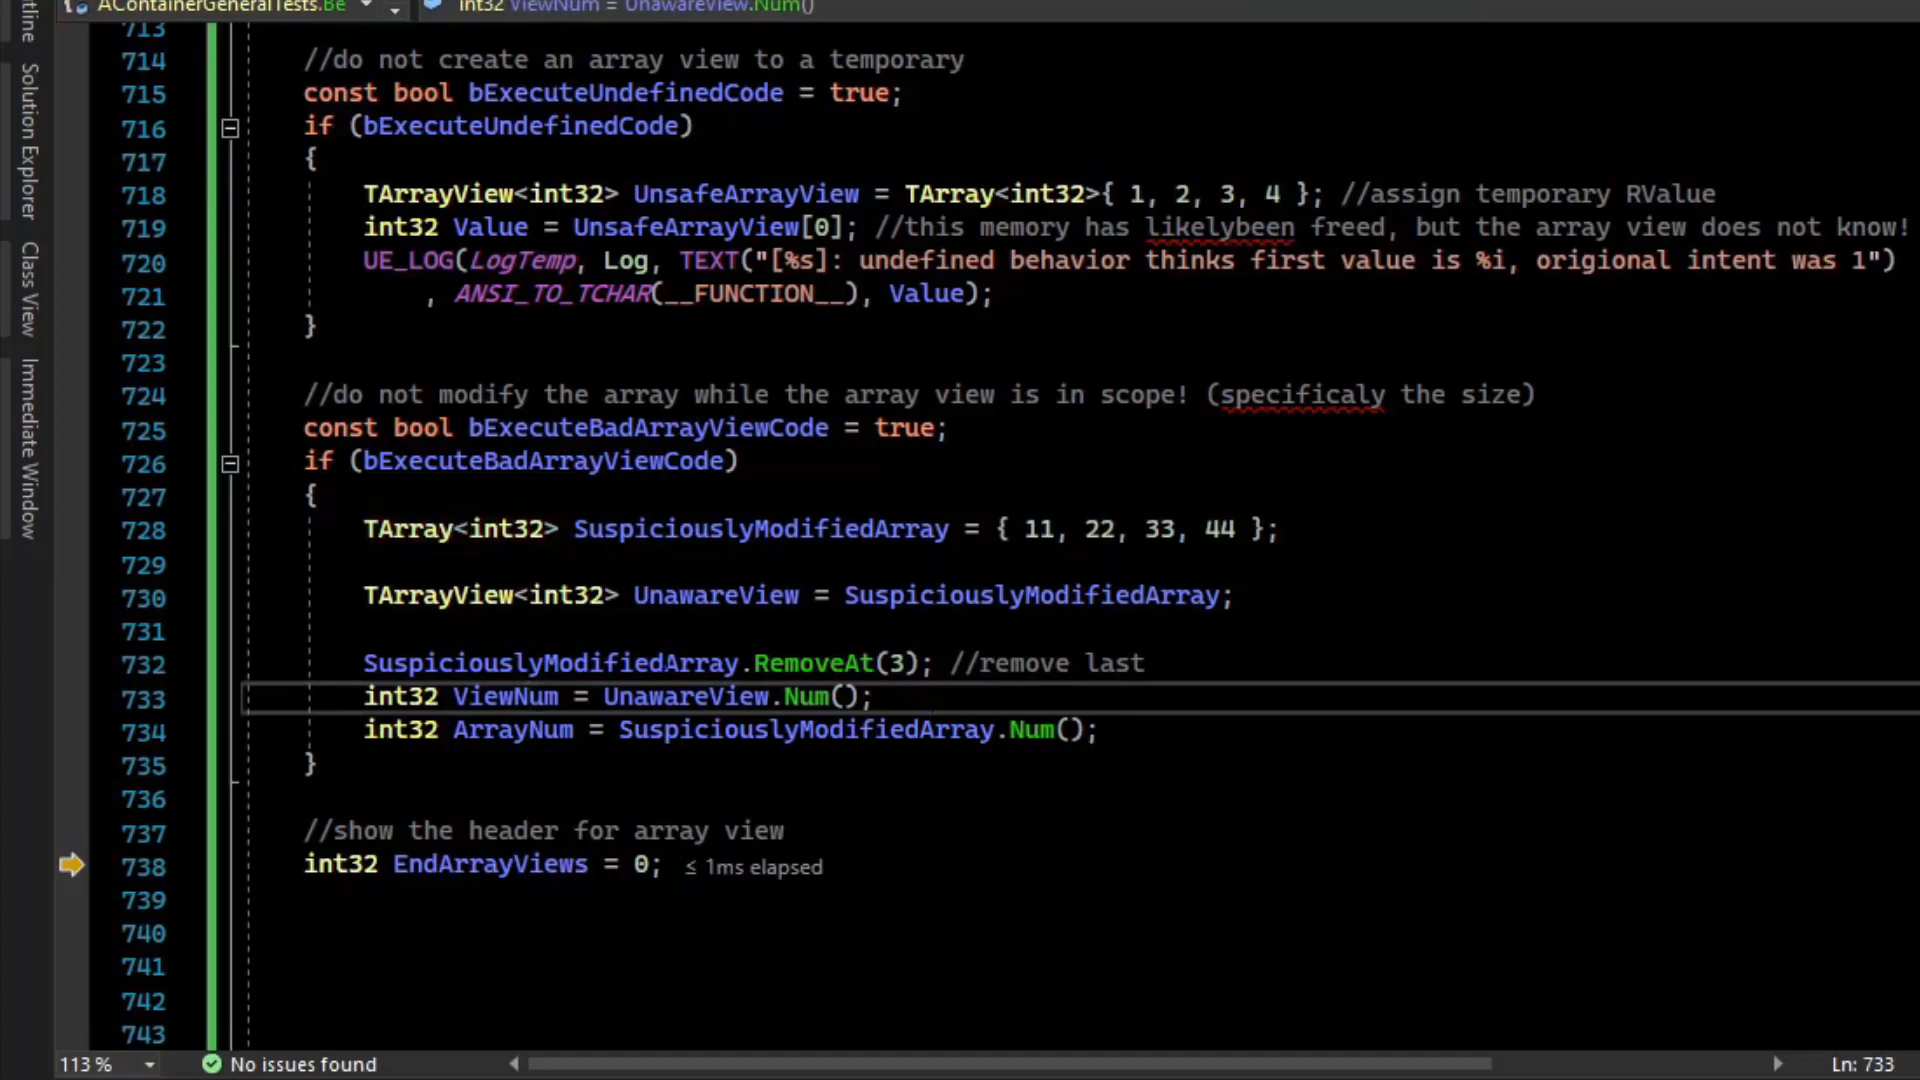 AContainerGeneralTests.Be
int32 ViewNum = UnawareView.Num()
Solution Explorer
Class View
Immediate Window
713
714 //do not create an array view to a temporary
715 const bool bExecuteUndefinedCode = true;
716 if (bExecuteUndefinedCode)
717 {
718 TArrayView<int32> UnsafeArrayView = TArray<int32>{ 1, 2, 3, 4 }; //assign temporary RValue
719 int32 Value = UnsafeArrayView[0]; //this memory has likelybeen freed, but the array view does not know!
720 UE_LOG(LogTemp, Log, TEXT("[%s]: undefined behavior thinks first value is %i, origional intent was 1")
721 , ANSI_TO_TCHAR(__FUNCTION__), Value);
722 }
723
724 //do not modify the array while the array view is in scope! (specificaly the size)
725 const bool bExecuteBadArrayViewCode = true;
726 if (bExecuteBadArrayViewCode)
727 {
728 TArray<int32> SuspiciouslyModifiedArray = { 11, 22, 33, 44 };
729
730 TArrayView<int32> UnawareView = SuspiciouslyModifiedArray;
731
732 SuspiciouslyModifiedArray.RemoveAt(3); //remove last
733 int32 ViewNum = UnawareView.Num();
734 int32 ArrayNum = SuspiciouslyModifiedArray.Num();
735 }
736
737 //show the header for array view
738 int32 EndArrayViews = 0; ≤ 1ms elapsed
739
740
741
742
743
113 % No issues found Ln: 733